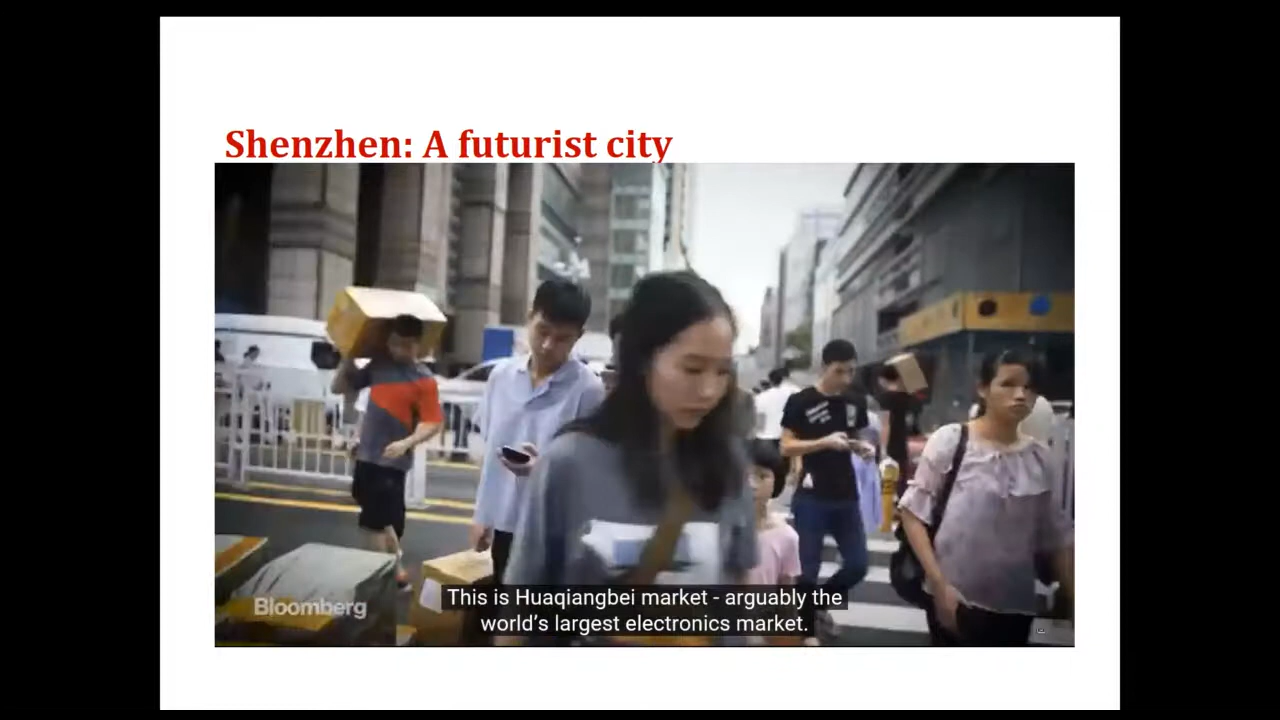 Shenzhen: A futurist city
Bloomberg
This is Huaqiangbei market - arguably the
world’s largest electronics market.